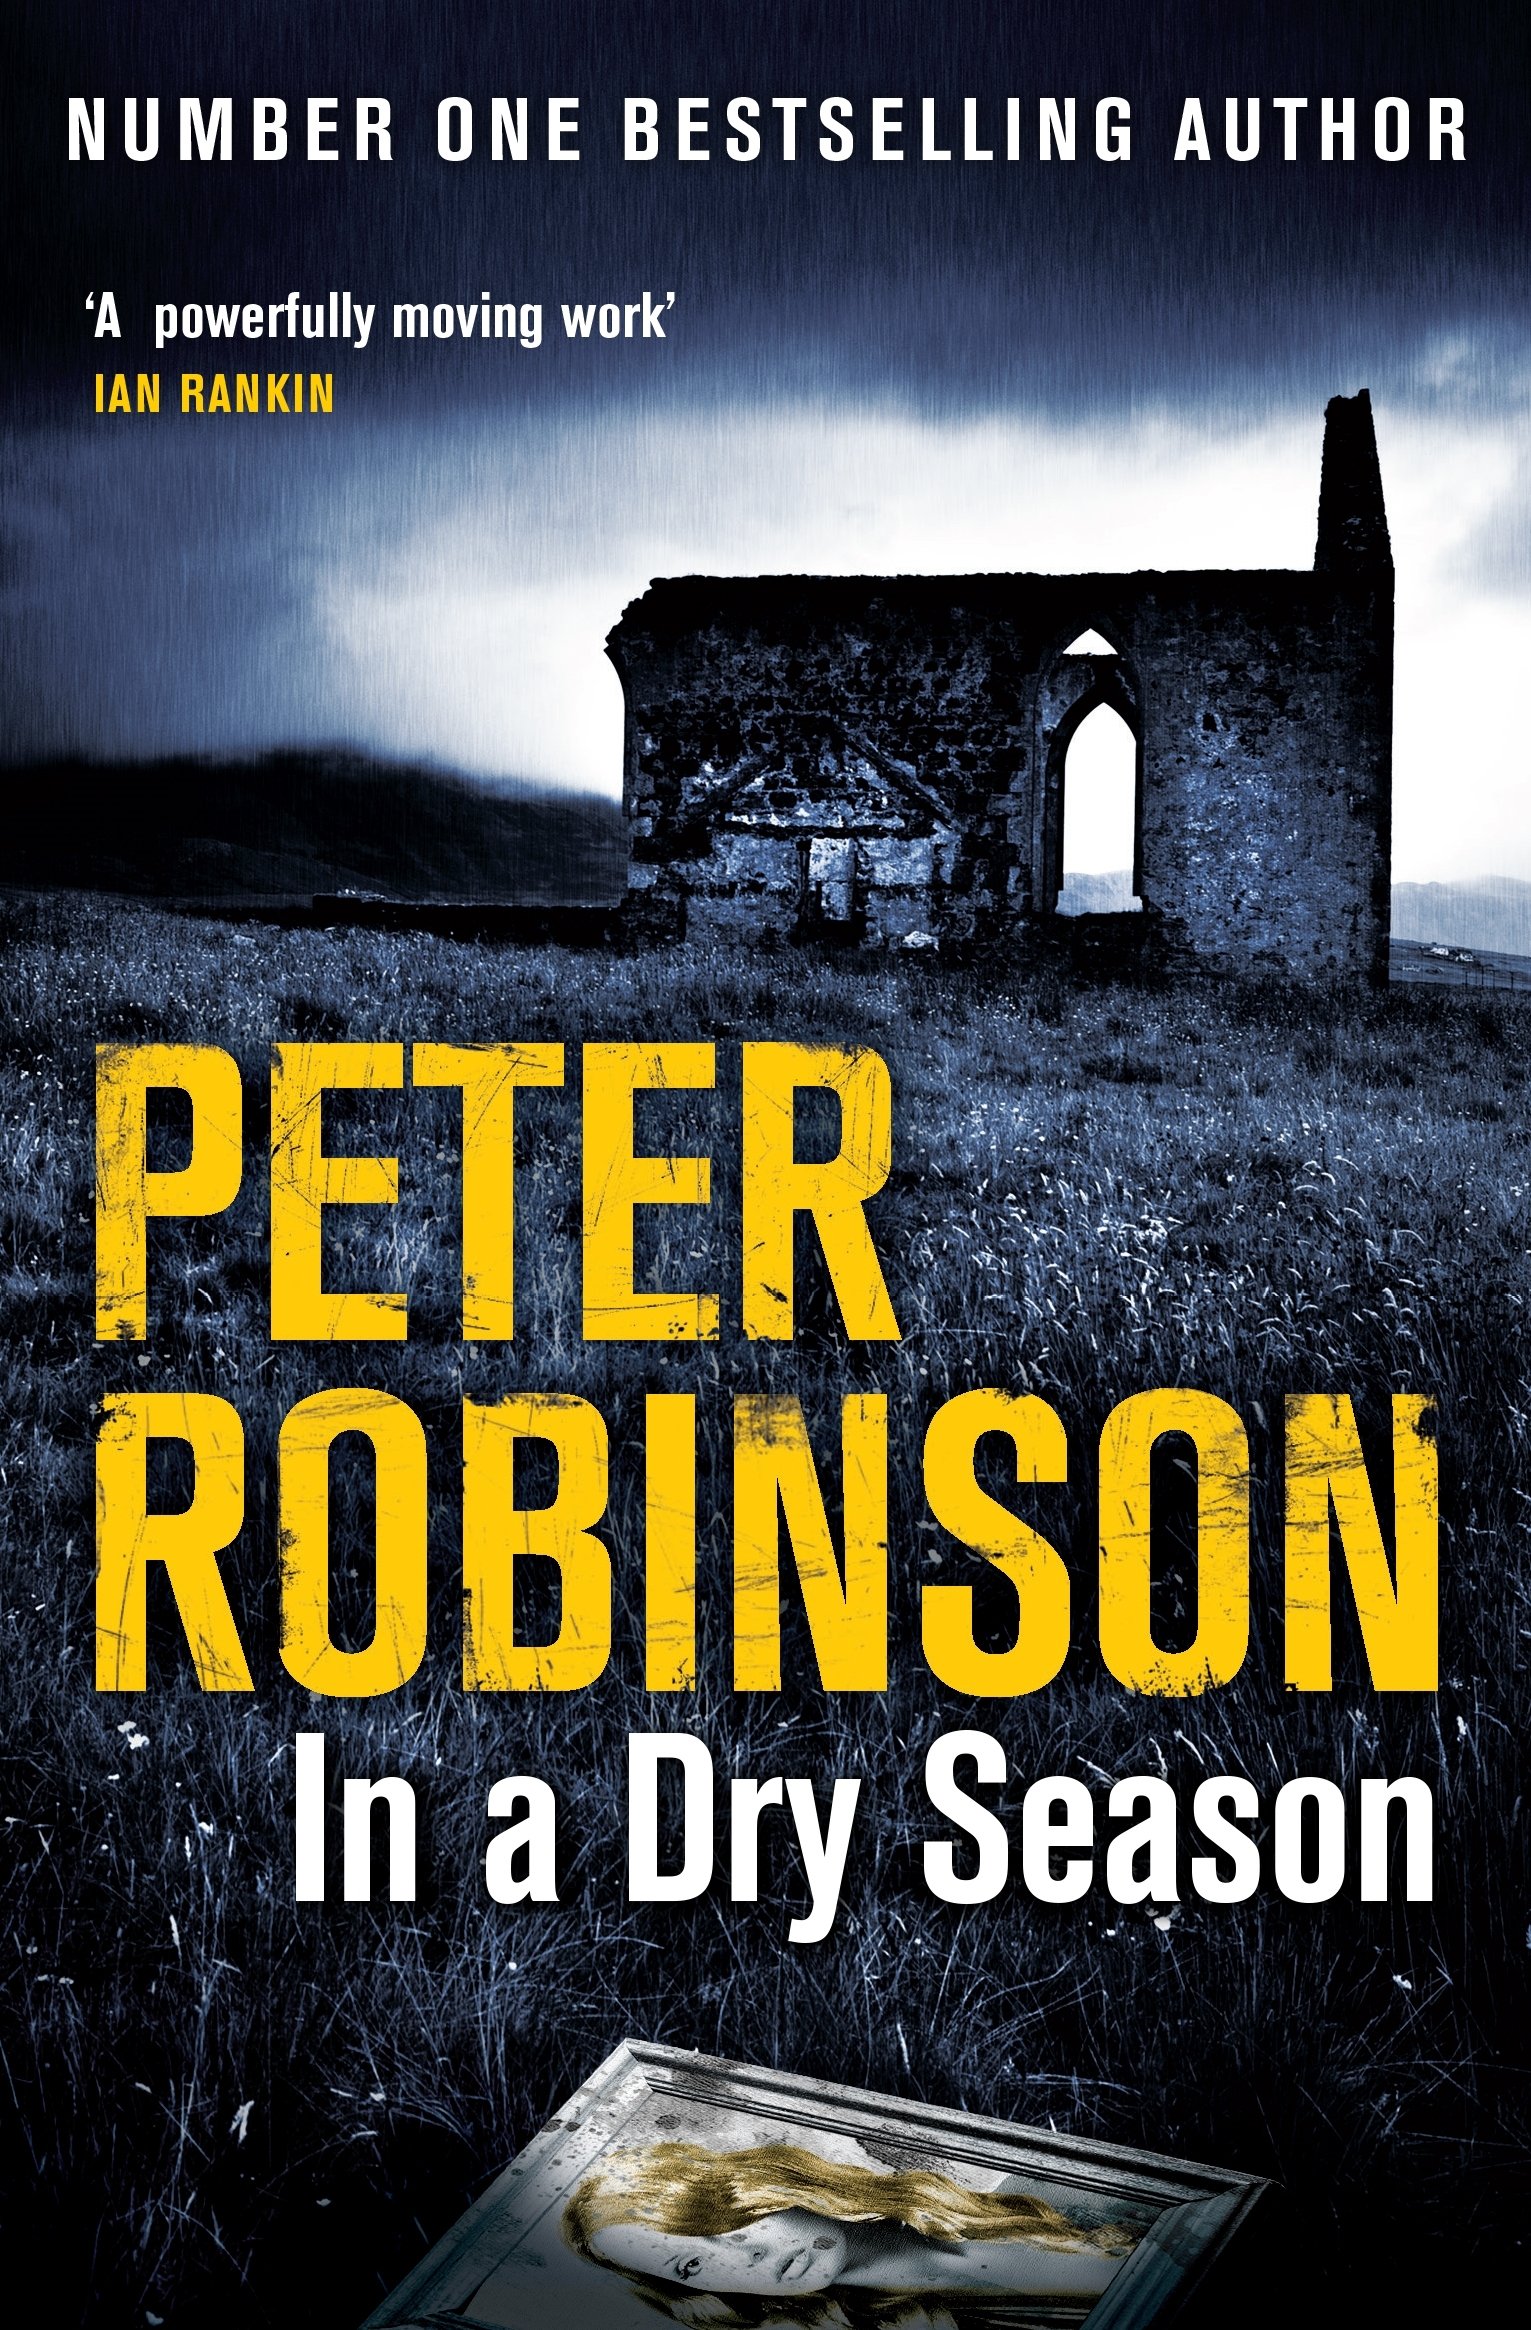 NUMBER ONE BESTSELLING AUTHOR
‘A powerfully moving work’
IAN RANKIN
PETER
ROBINSON
In a Dry Season